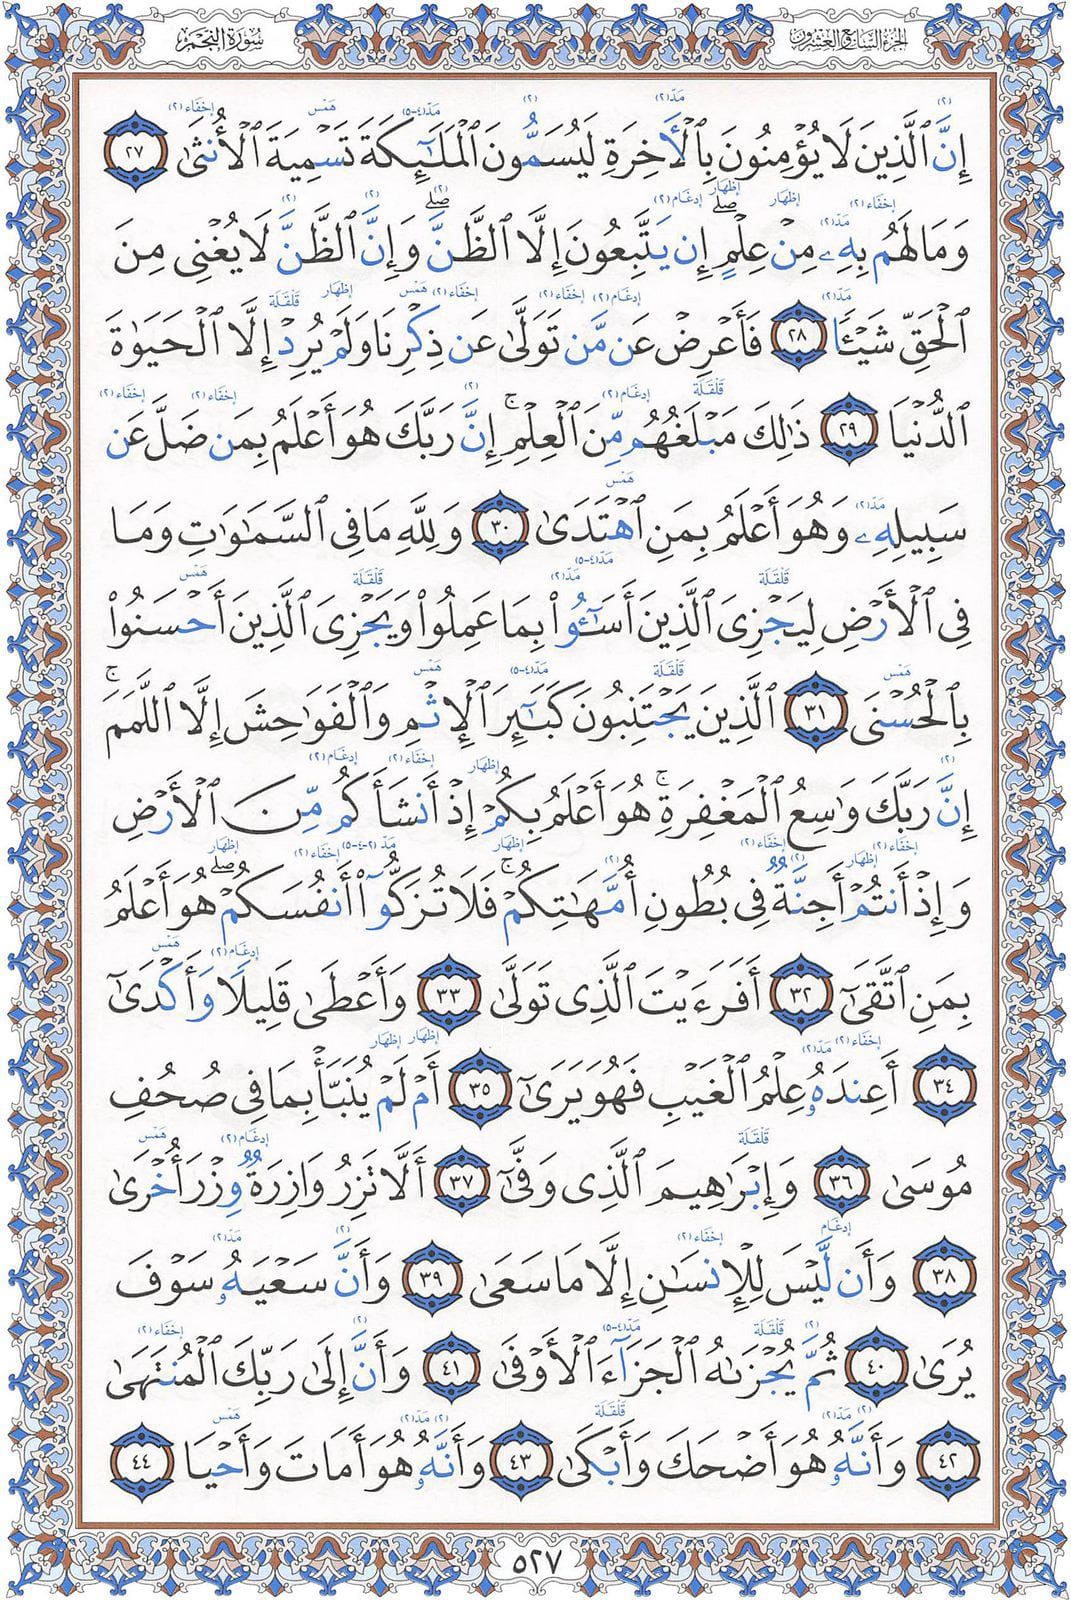 الجزء السابع والعشرون
سورة النجم
إِنَّ ٱلَّذِينَ لَا يُؤْمِنُونَ بِٱلْأَخِرَةِ لَيُسَمُّونَ ٱلْمَلَٰٓئِكَةَ تَسْمِيَةَ ٱلْأُنثَىٰ ٢٧
وَمَا لَهُم بِهِۦ مِنْ عِلْمٍ إِن يَتَّبِعُونَ إِلَّا ٱلظَّنَّ وَإِنَّ ٱلظَّنَّ لَا يُغْنِى مِنَ
ٱلْحَقِّ شَيْـًٔا ٢٨ فَأَعْرِضْ عَن مَّن تَوَلَّىٰ عَن ذِكْرِنَا وَلَمْ يُرِدْ إِلَّا ٱلْحَيَوٰةَ
ٱلدُّنْيَا ٢٩ ذَٰلِكَ مَبْلَغُهُم مِّنَ ٱلْعِلْمِ ۚ إِنَّ رَبَّكَ هُوَ أَعْلَمُ بِمَن ضَلَّ عَن
سَبِيلِهِۦ وَهُوَ أَعْلَمُ بِمَنِ ٱهْتَدَىٰ ٣٠ وَلِلَّهِ مَا فِى ٱلسَّمَٰوَٰتِ وَمَا
فِى ٱلْأَرْضِ لِيَجْزِىَ ٱلَّذِينَ أَسَٰٓـُٔوا۟ بِمَا عَمِلُوا۟ وَيَجْزِىَ ٱلَّذِينَ أَحْسَنُوا۟
بِٱلْحُسْنَى ٣١ ٱلَّذِينَ يَجْتَنِبُونَ كَبَٰٓئِرَ ٱلْإِثْمِ وَٱلْفَوَٰحِشَ إِلَّا ٱللَّمَمَ ۚ
إِنَّ رَبَّكَ وَٰسِعُ ٱلْمَغْفِرَةِ ۚ هُوَ أَعْلَمُ بِكُمْ إِذْ أَنشَأَكُم مِّنَ ٱلْأَرْضِ
وَإِذْ أَنتُمْ أَجِنَّةٌ فِى بُطُونِ أُمَّهَٰتِكُمْ ۚ فَلَا تُزَكُّوٓا۟ أَنفُسَكُمْ ۖ هُوَ أَعْلَمُ
بِمَنِ ٱتَّقَىٰٓ ٣٢ أَفَرَءَيْتَ ٱلَّذِى تَوَلَّىٰ ٣٣ وَأَعْطَىٰ قَلِيلًا وَأَكْدَىٰٓ
٣٤ أَعِندَهُۥ عِلْمُ ٱلْغَيْبِ فَهُوَ يَرَىٰٓ ٣٥ أَمْ لَمْ يُنَبَّأْ بِمَا فِى صُحُفِ
مُوسَىٰ ٣٦ وَإِبْرَٰهِيمَ ٱلَّذِى وَفَّىٰٓ ٣٧ أَلَّا تَزِرُ وَازِرَةٌ وِزْرَ أُخْرَىٰ
٣٨ وَأَن لَّيْسَ لِلْإِنسَٰنِ إِلَّا مَا سَعَىٰ ٣٩ وَأَنَّ سَعْيَهُۥ سَوْفَ
يُرَىٰ ٤٠ ثُمَّ يُجْزَىٰهُ ٱلْجَزَآءَ ٱلْأَوْفَىٰ ٤١ وَأَنَّ إِلَىٰ رَبِّكَ ٱلْمُنتَهَىٰ
٤٢ وَأَنَّهُۥ هُوَ أَضْحَكَ وَأَبْكَىٰ ٤٣ وَأَنَّهُۥ هُوَ أَمَاتَ وَأَحْيَا ٤٤
٥٢٧